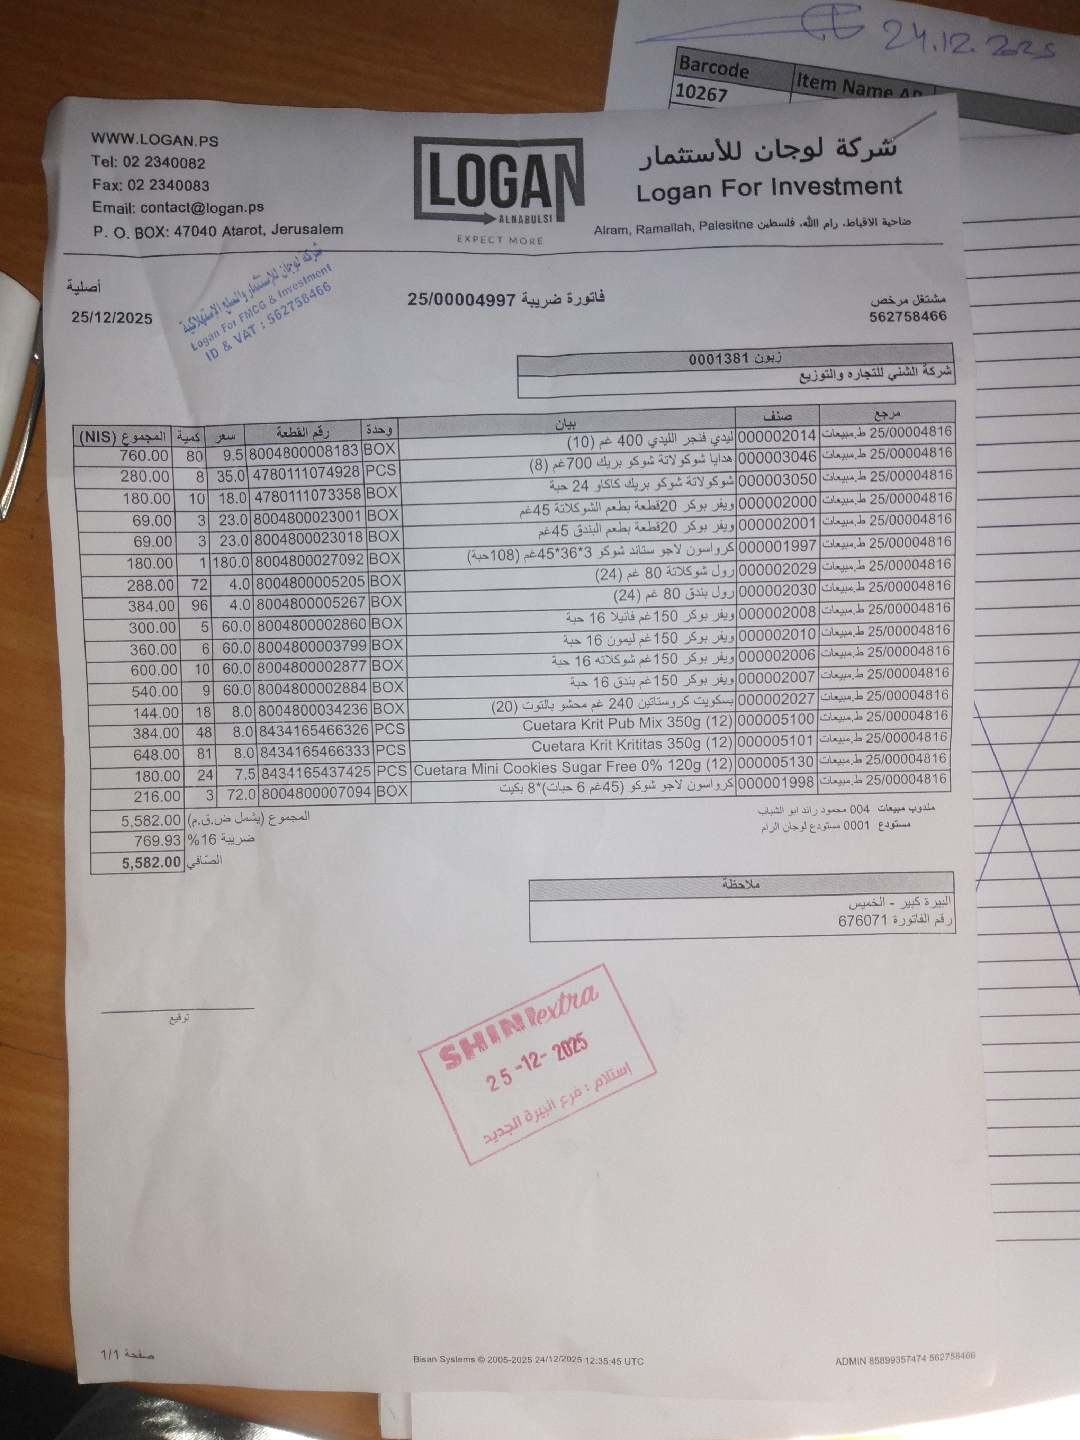 24.12.2025
Barcode
Item Name
10267
WWW.LOGAN.PS
Tel: 02 2340082
Fax: 02 2340083
Email: contact@logan.ps
P. O. BOX: 47040 Atarot, Jerusalem
LOGAN
ALNABULSI
EXPECT MORE
شركة لوجان للأستثمار
Logan For Investment
Alram, Ramallah, Palesitne ضاحية الاقباط، رام الله، فلسطين
أصلية
25/12/2025
شركة لوجان للإستثمار والسلع الإستهلاكية
Logan For FMCG & Investment
ID & VAT : 562758466
فاتورة ضريبة 25/00004997
مشتغل مرخص
562758466
زبون 0001381
شركة الشني للتجاره والتوزيع
مرجع صنف بيان وحدة رقم القطعة سعر كمية المجموع (NIS)
25/00004816 ط.مبيعات 000002014 ليدي فنجر الليدي 400 غم (10) BOX 8004800008183 9.5 80 760.00
25/00004816 ط.مبيعات 000003046 هدايا شوكولاتة شوكو بريك 700غم (8) PCS 4780111074928 35.0 8 280.00
25/00004816 ط.مبيعات 000003050 شوكولاتة شوكو بريك كاكاو 24 حبة BOX 4780111073358 18.0 10 180.00
25/00004816 ط.مبيعات 000002000 ويفر بوكر 20قطعة بطعم الشوكلاتة 45غم BOX 8004800023001 23.0 3 69.00
25/00004816 ط.مبيعات 000002001 ويفر بوكر 20قطعة بطعم البندق 45غم BOX 8004800023018 23.0 3 69.00
25/00004816 ط.مبيعات 000001997 كرواسون لاجو ستاند شوكو 3*36*45غم (108حبة) BOX 8004800027092 180.0 1 180.00
25/00004816 ط.مبيعات 000002029 رول شوكلاتة 80 غم (24) BOX 8004800005205 4.0 72 288.00
25/00004816 ط.مبيعات 000002030 رول بندق 80 غم (24) BOX 8004800005267 4.0 96 384.00
25/00004816 ط.مبيعات 000002008 ويفر بوكر 150غم فانيلا 16 حبة BOX 8004800002860 60.0 5 300.00
25/00004816 ط.مبيعات 000002010 ويفر بوكر 150غم ليمون 16 حبة BOX 8004800003799 60.0 6 360.00
25/00004816 ط.مبيعات 000002006 ويفر بوكر 150غم شوكلاته 16 حبة BOX 8004800002877 60.0 10 600.00
25/00004816 ط.مبيعات 000002007 ويفر بوكر 150غم بندق 16 حبة BOX 8004800002884 60.0 9 540.00
25/00004816 ط.مبيعات 000002027 بسكويت كروستاتين 240 غم محشو بالتوت (20) BOX 8004800034236 8.0 18 144.00
25/00004816 ط.مبيعات 000005100 Cuetara Krit Pub Mix 350g (12) PCS 8434165466326 8.0 48 384.00
25/00004816 ط.مبيعات 000005101 Cuetara Krit Krititas 350g (12) PCS 8434165466333 8.0 81 648.00
25/00004816 ط.مبيعات 000005130 Cuetara Mini Cookies Sugar Free 0% 120g (12) PCS 8434165437425 7.5 24 180.00
25/00004816 ط.مبيعات 000001998 كرواسون لاجو شوكو (45غم 6 حبات)*8 بكيت BOX 8004800007094 72.0 3 216.00
المجموع (يشمل ض.ق.م) 5,582.00
ضريبة 16% 769.93
الصّافي 5,582.00
مندوب مبيعات 004 محمود رائد ابو الشباب
مستودع 0001 مستودع لوجان الرام
ملاحظة
البيرة كبير - الخميس
رقم الفاتورة 676071
توقيع
SHINI extra
25-12-2025
إستلام : فرع البيرة الجديد
صفحة 1/1
Bisan Systems © 2005-2025 24/12/2025 12:35:45 UTC
ADMIN 85899357474 562758466